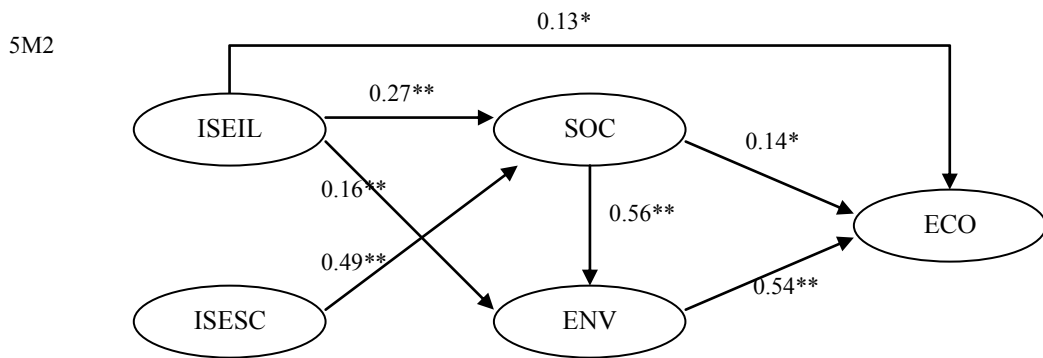 0.13*
5M2
0.27**
ISEIL
SOC
0.14*
0.16**
0.56**
ECO
0.49**
0.54**
ISESC
ENV